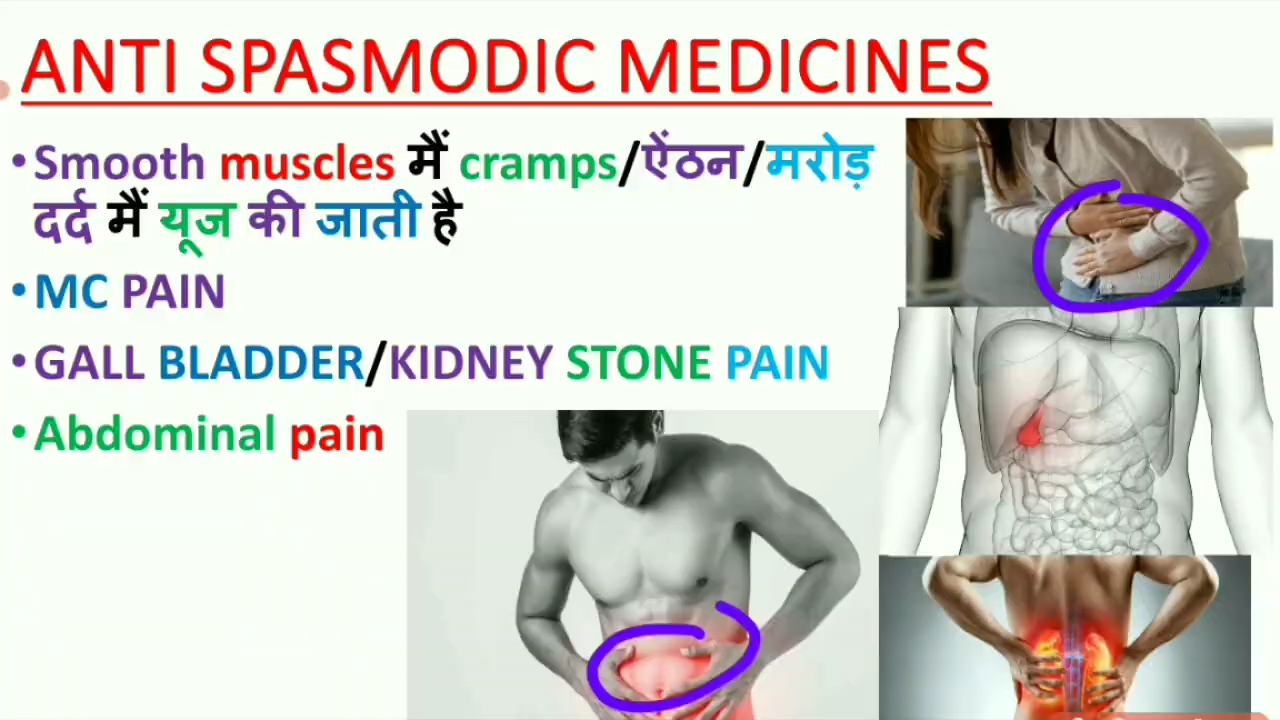 ANTI SPASMODIC MEDICINES
• Smooth muscles मैं cramps/ऐंठन/मरोड़
दर्द मैं यूज की जाती है
• MC PAIN
• GALL BLADDER/KIDNEY STONE PAIN
• Abdominal pain